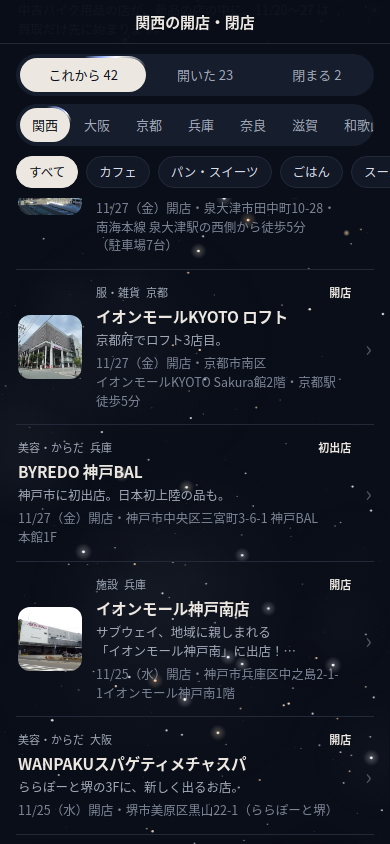 関西の開店・閉店
これから 42
開いた 23
閉まる 2
関西
大阪
京都
兵庫
奈良
滋賀
すべて
カフェ
パン・スイーツ
ごはん
スー
11/27（金）開店・泉大津市田中町10-28・
南海本線 泉大津駅の西側から徒歩5分
（駐車場7台）
服・雑貨 京都
開店
イオンモールKYOTO ロフト
京都府でロフト3店目。
11/27（金）開店・京都市南区
イオンモールKYOTO Sakura館2階・京都駅
徒歩5分
美容・からだ 兵庫
初出店
BYREDO 神戸BAL
神戸市に初出店。日本初上陸の品も。
11/27（金）開店・神戸市中央区三宮町3-6-1 神戸BAL
本館1F
施設 兵庫
開店
イオンモール神戸南店
サブウェイ、地域に親しまれる
「イオンモール神戸南」に出店！…
11/25（水）開店・神戸市兵庫区中之島2-1-
1イオンモール神戸南1階
美容・からだ 大阪
開店
WANPAKUスパゲティメチャスパ
ららぽーと堺の3Fに、新しく出るお店。
11/25（水）開店・堺市美原区黒山22-1（ららぽーと堺）